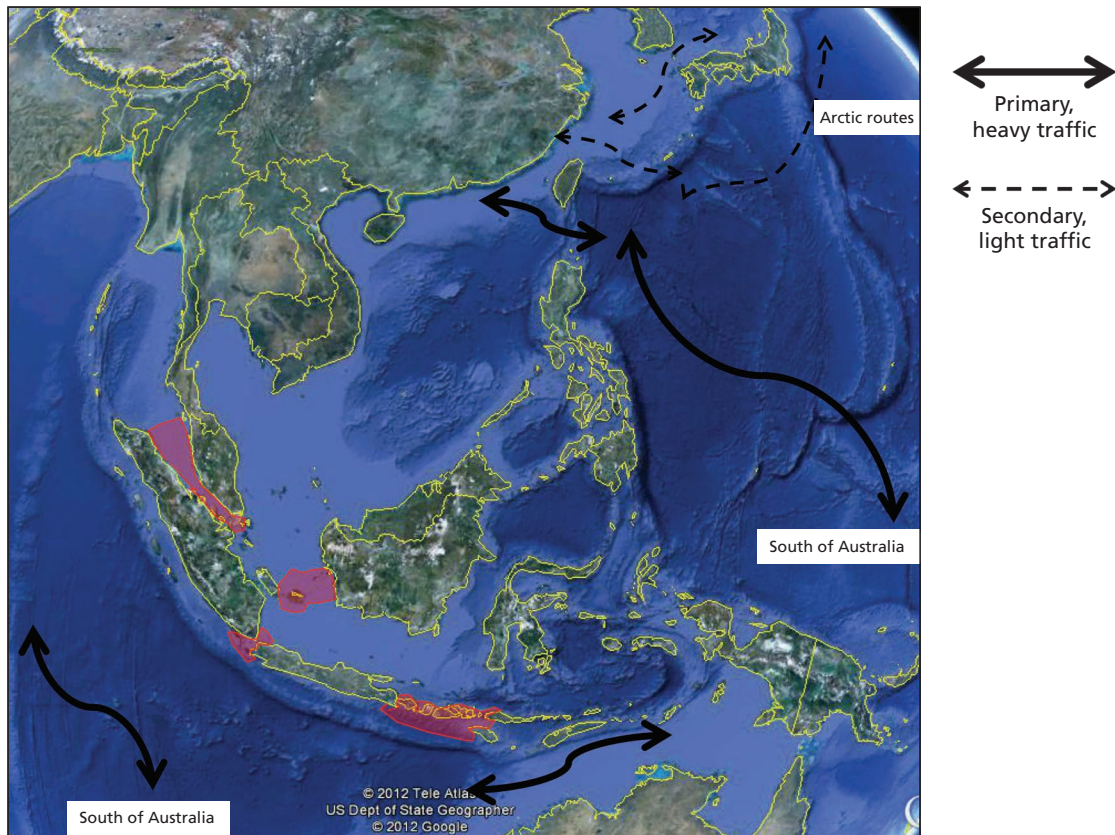 Arctic routes
Primary,
heavy traffic
Secondary,
light traffic
South of Australia
South of Australia
© 2012 Tele Atlas
US Dept of State Geographer
© 2012 Google